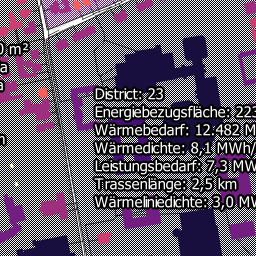 0 m²
a
a
District: 23
Energiebezugsfläche: 223
Wärmebedarf: 12.482 M
Wärmedichte: 8,1 MWh/
Leistungsbedarf: 7,3 MW
Trassenlänge: 2,5 km
Wärmeliniedichte: 3,0 MW